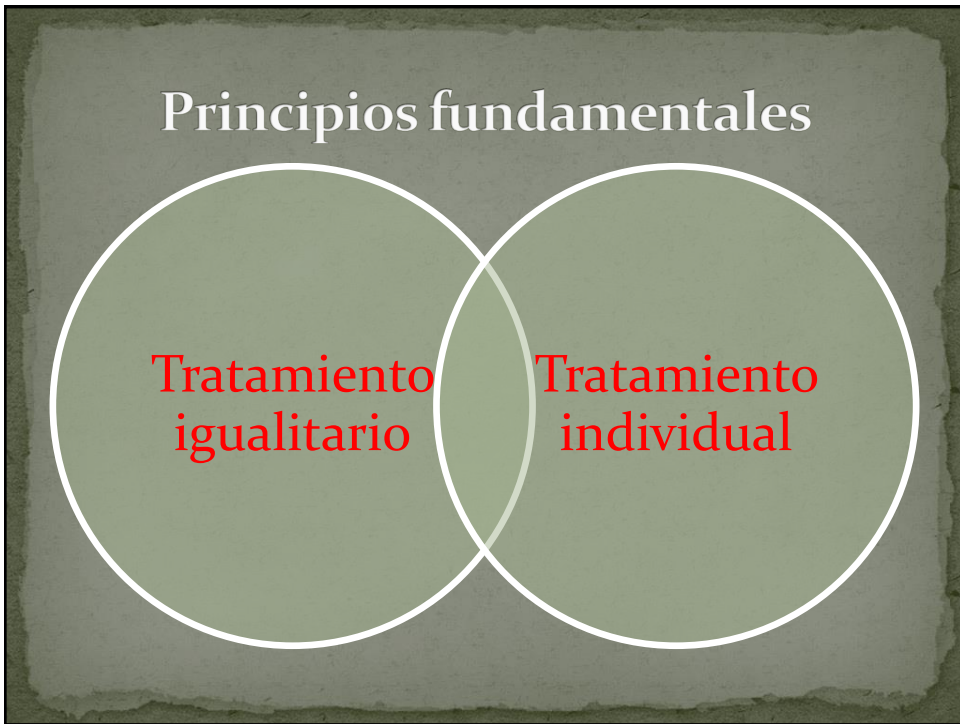 Principios fundamentales
Tratamiento
igualitario
Tratamiento
individual